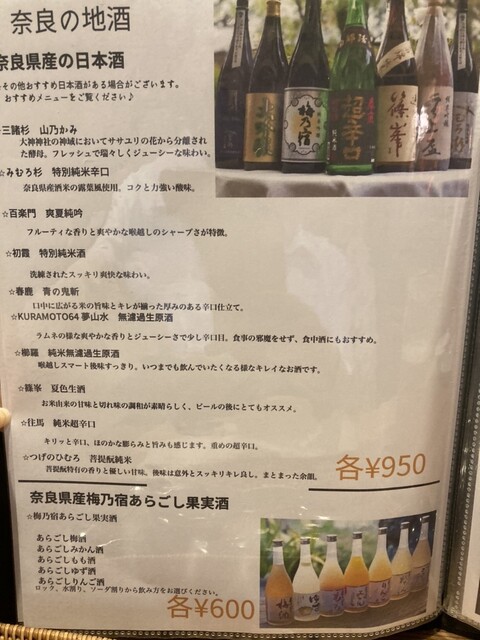 奈良の地酒
奈良県産の日本酒
その他おすすめ日本酒がある場合がございます。
おすすめメニューをご覧ください♪
三諸杉 山乃かみ
大神神社の神域においてササユリの花から分離され
た酵母。フレッシュで瑞々しくジューシーな味わい。
☆みむろ杉 特別純米辛口
奈良県産酒米の露葉風使用。コクと力強い酸味。
☆百楽門 爽夏純吟
フルーティな香りと爽やかな喉越しのシャープさが特徴。
☆初霞 特別純米酒
洗練されたスッキリ爽快な味わい。
☆春鹿 青の鬼斬
口中に広がる米の旨味とキレが揃った厚みのある辛口仕立て。
☆KURAMOTO64 夢山水 無濾過生原酒
ラムネの様な爽やかな香りとジューシーさで少し辛口目。食事の邪魔をせず、食中酒にもおすすめ。
☆櫛羅 純米無濾過生原酒
喉越しスマート後味すっきり。いつまでも飲んでいたくなる様なキレイなお酒です。
☆篠峯 夏色生酒
お米由来の甘味と切れ味の調和が素晴らしく、ビールの後にとてもオススメ。
☆往馬 純米超辛口
キリッと辛口、ほのかな膨らみと旨みも感じます。重めの超辛口。
☆つげのひむろ 菩提酛純米
菩提酛特有の香りと優しい甘味。後味は意外とスッキリキレ良し。まとまった余韻。
各¥950
奈良県産梅乃宿あらごし果実酒
☆梅乃宿あらごし果実酒
あらごし梅酒
あらごしみかん酒
あらごしもも酒
あらごしゆず酒
あらごしりんご酒
ロック、水割り、ソーダ割りから飲み方をお選びください。
各¥600
梅乃宿
超辛口
篠峯